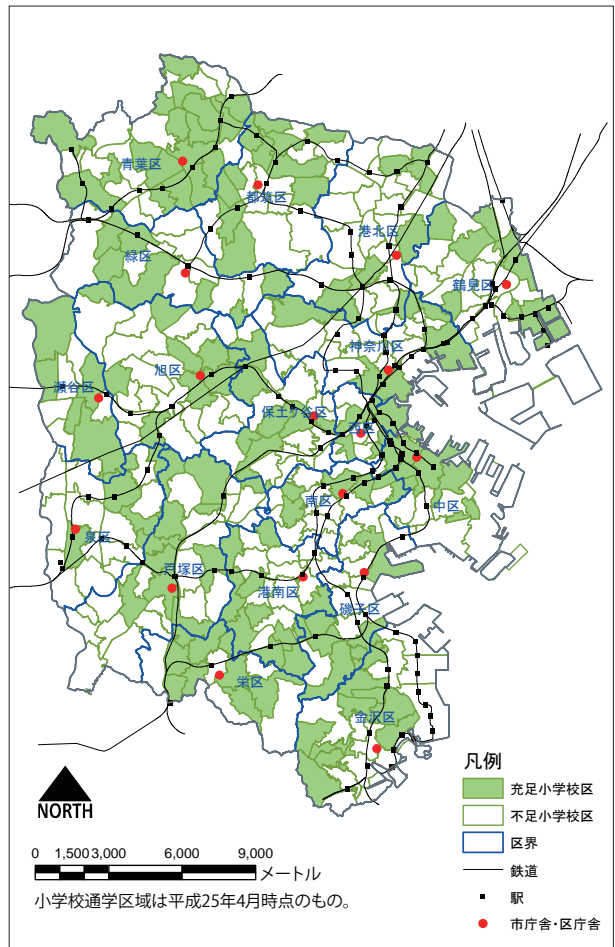 青葉区
都筑区
港北区
緑区
鶴見区
神奈川区
旭区
瀬谷区
保土ヶ谷区
西区
南区
中区
泉区
戸塚区
港南区
磯子区
栄区
金沢区
凡例
充足小学校区
不足小学校区
区界
鉄道
駅
市庁舎・区庁舎
NORTH
0 1,500 3,000 6,000 9,000
メートル
小学校通学区域は平成25年4月時点のもの。